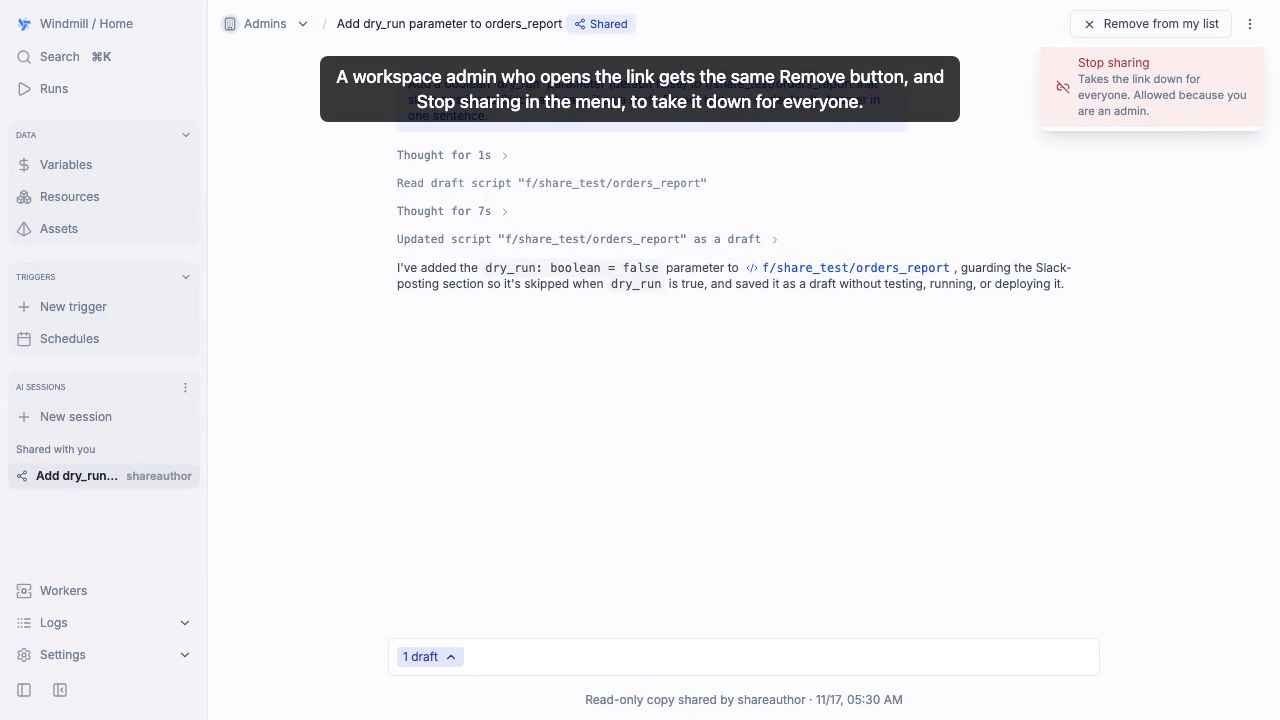 Windmill / Home
Search ⌘K
Runs
DATA
Variables
Resources
Assets
TRIGGERS
New trigger
Schedules
AI SESSIONS
New session
Shared with you
Add dry_run... shareauthor
Workers
Logs
Settings
Admins / Add dry_run parameter to orders_report Shared
Remove from my list
Stop sharing
Takes the link down for
everyone. Allowed because you
are an admin.
A workspace admin who opens the link gets the same Remove button, and
Stop sharing in the menu, to take it down for everyone.
one sentence.
Thought for 1s
Read draft script "f/share_test/orders_report"
Thought for 7s
Updated script "f/share_test/orders_report" as a draft
I've added the dry_run: boolean = false parameter to f/share_test/orders_report , guarding the Slack-
posting section so it's skipped when dry_run is true, and saved it as a draft without testing, running, or deploying it.
1 draft
Read-only copy shared by shareauthor · 11/17, 05:30 AM